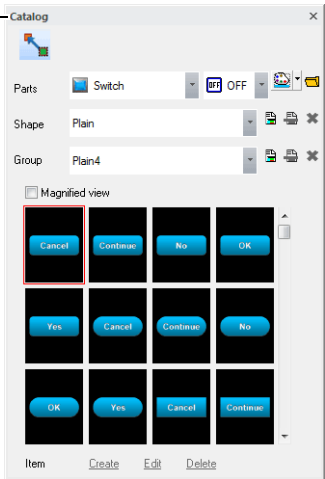 Catalog
Parts Switch OFF OFF
Shape Plain
Group Plain4
Magnified view
Cancel Continue No OK
Yes Cancel Continue No
OK Yes Cancel Continue
Item Create Edit Delete